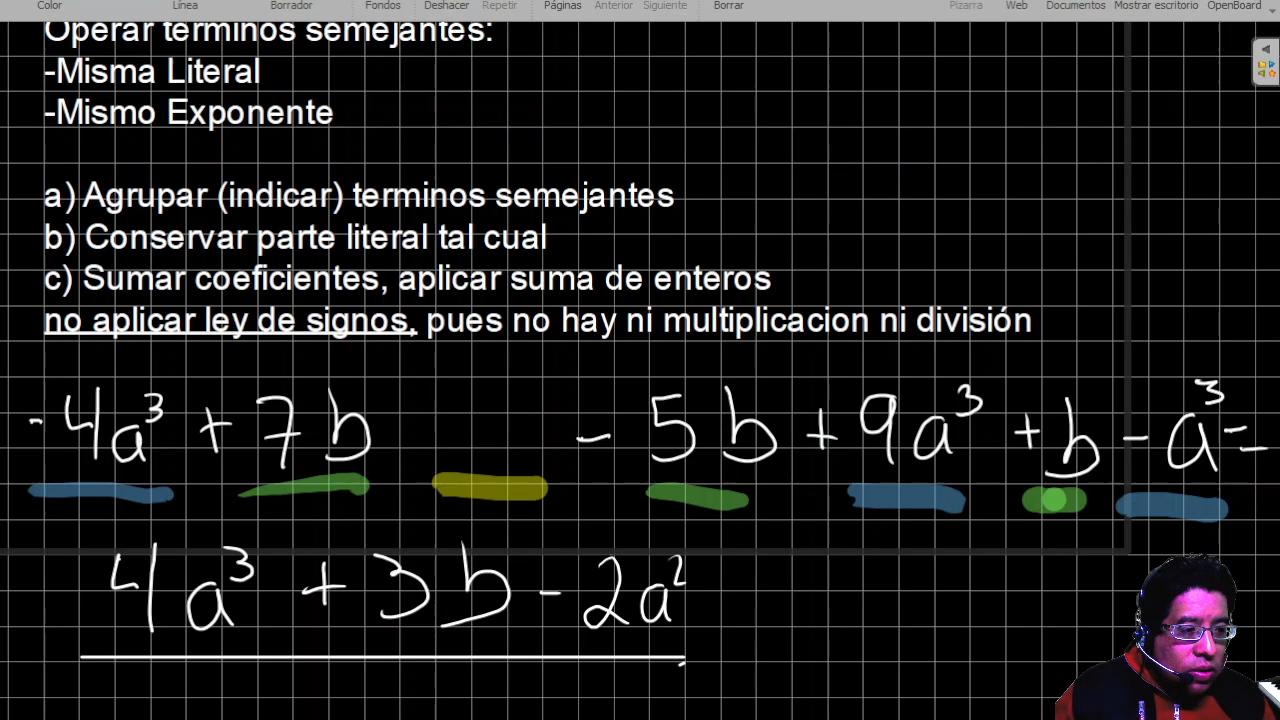 Color Línea Borrador Fondos Deshacer Repetir Páginas Anterior Siguiente Borrar Pizarra Web Documentos Mostrar escritorio OpenBoard
Operar terminos semejantes:
-Misma Literal
-Mismo Exponente
a) Agrupar (indicar) terminos semejantes
b) Conservar parte literal tal cual
c) Sumar coeficientes, aplicar suma de enteros
no aplicar ley de signos, pues no hay ni multiplicacion ni división
-4a³ + 7b - 5b + 9a³ + b - a³ =
4a³ + 3b - 2a²